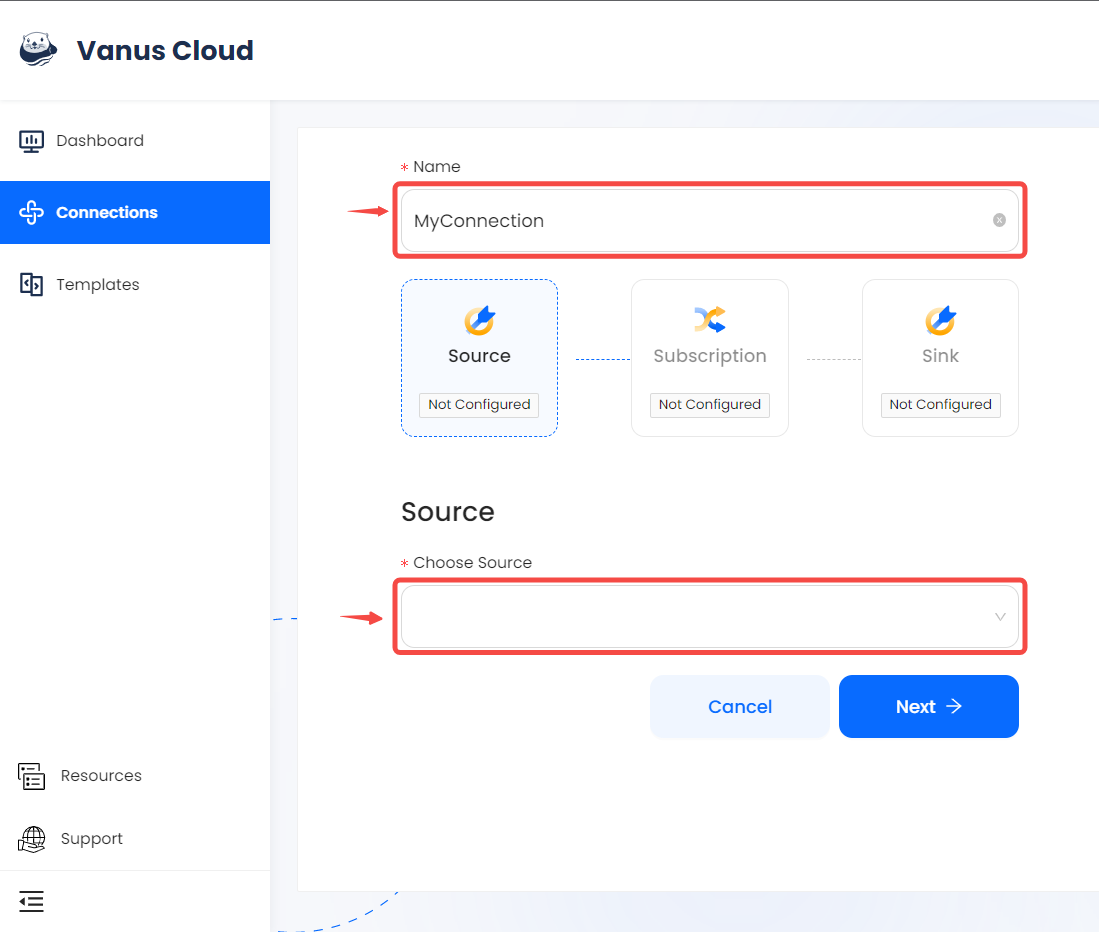 Vanus Cloud
Dashboard
Connections
Templates
Resources
Support
* Name
MyConnection
Source
Not Configured
Subscription
Not Configured
Sink
Not Configured
Source
* Choose Source
Cancel
Next